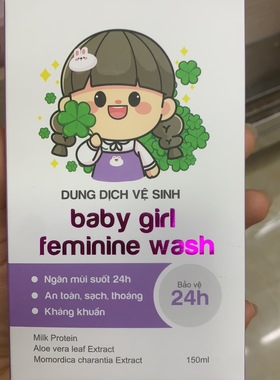 DUNG DỊCH VỆ SINH
baby girl
feminine wash
Ngăn mùi suốt 24h
An toàn, sạch, thoáng
Kháng khuẩn
Bảo vệ
24h
Milk Protein
Aloe vera leaf Extract
Momordica charantia Extract
150ml